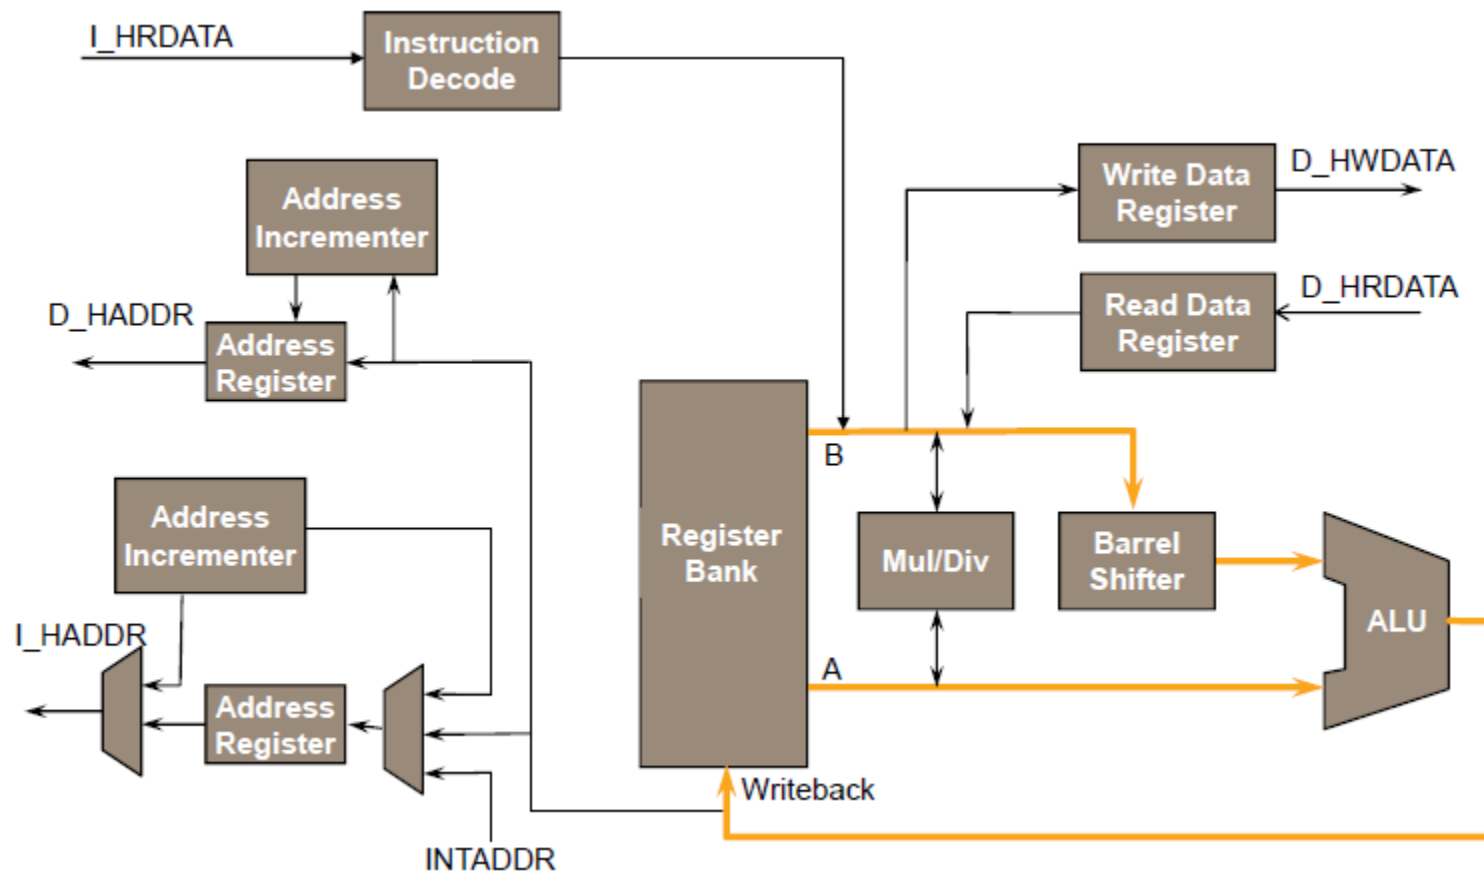 I_HRDATA
Instruction
Decode
Address
Incrementer
Write Data
Register
D_HWDATA
D_HADDR
Address
Register
Read Data
Register
D_HRDATA
B
Address
Incrementer
Register
Bank
Mul/Div
Barrel
Shifter
ALU
I_HADDR
A
Address
Register
Writeback
INTADDR